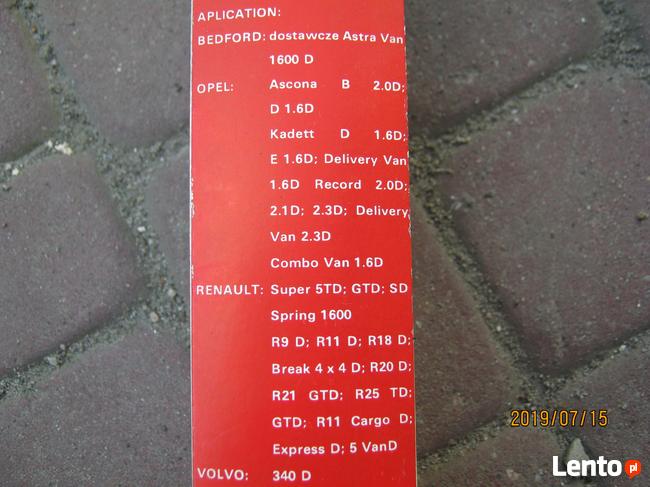 APLICATION:
BEDFORD: dostawcze Astra Van
1600 D
OPEL: Ascona B 2.0D;
D 1.6D
Kadett D 1.6D;
E 1.6D; Delivery Van
1.6D Record 2.0D;
2.1D; 2.3D; Delivery
Van 2.3D
Combo Van 1.6D
RENAULT: Super 5TD; GTD; SD
Spring 1600
R9 D; R11 D; R18 D;
Break 4 x 4 D; R20 D;
R21 GTD; R25 TD;
GTD; R11 Cargo D;
Express D; 5 VanD
VOLVO: 340 D
2019/07/15
Lento.pl